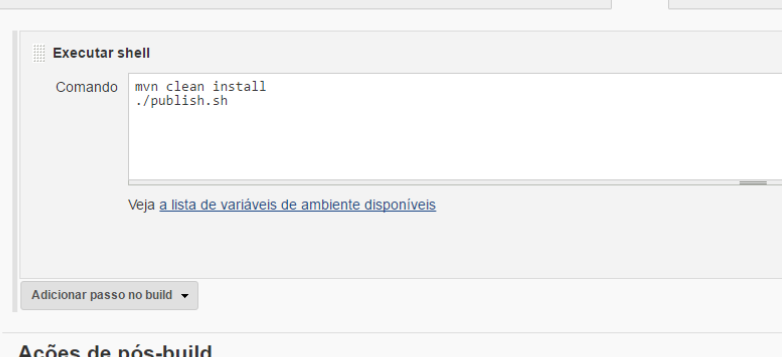 Executar shell
Comando
mvn clean install
./publish.sh
Veja a lista de variáveis de ambiente disponíveis
Adicionar passo no build
Ações de pós-build